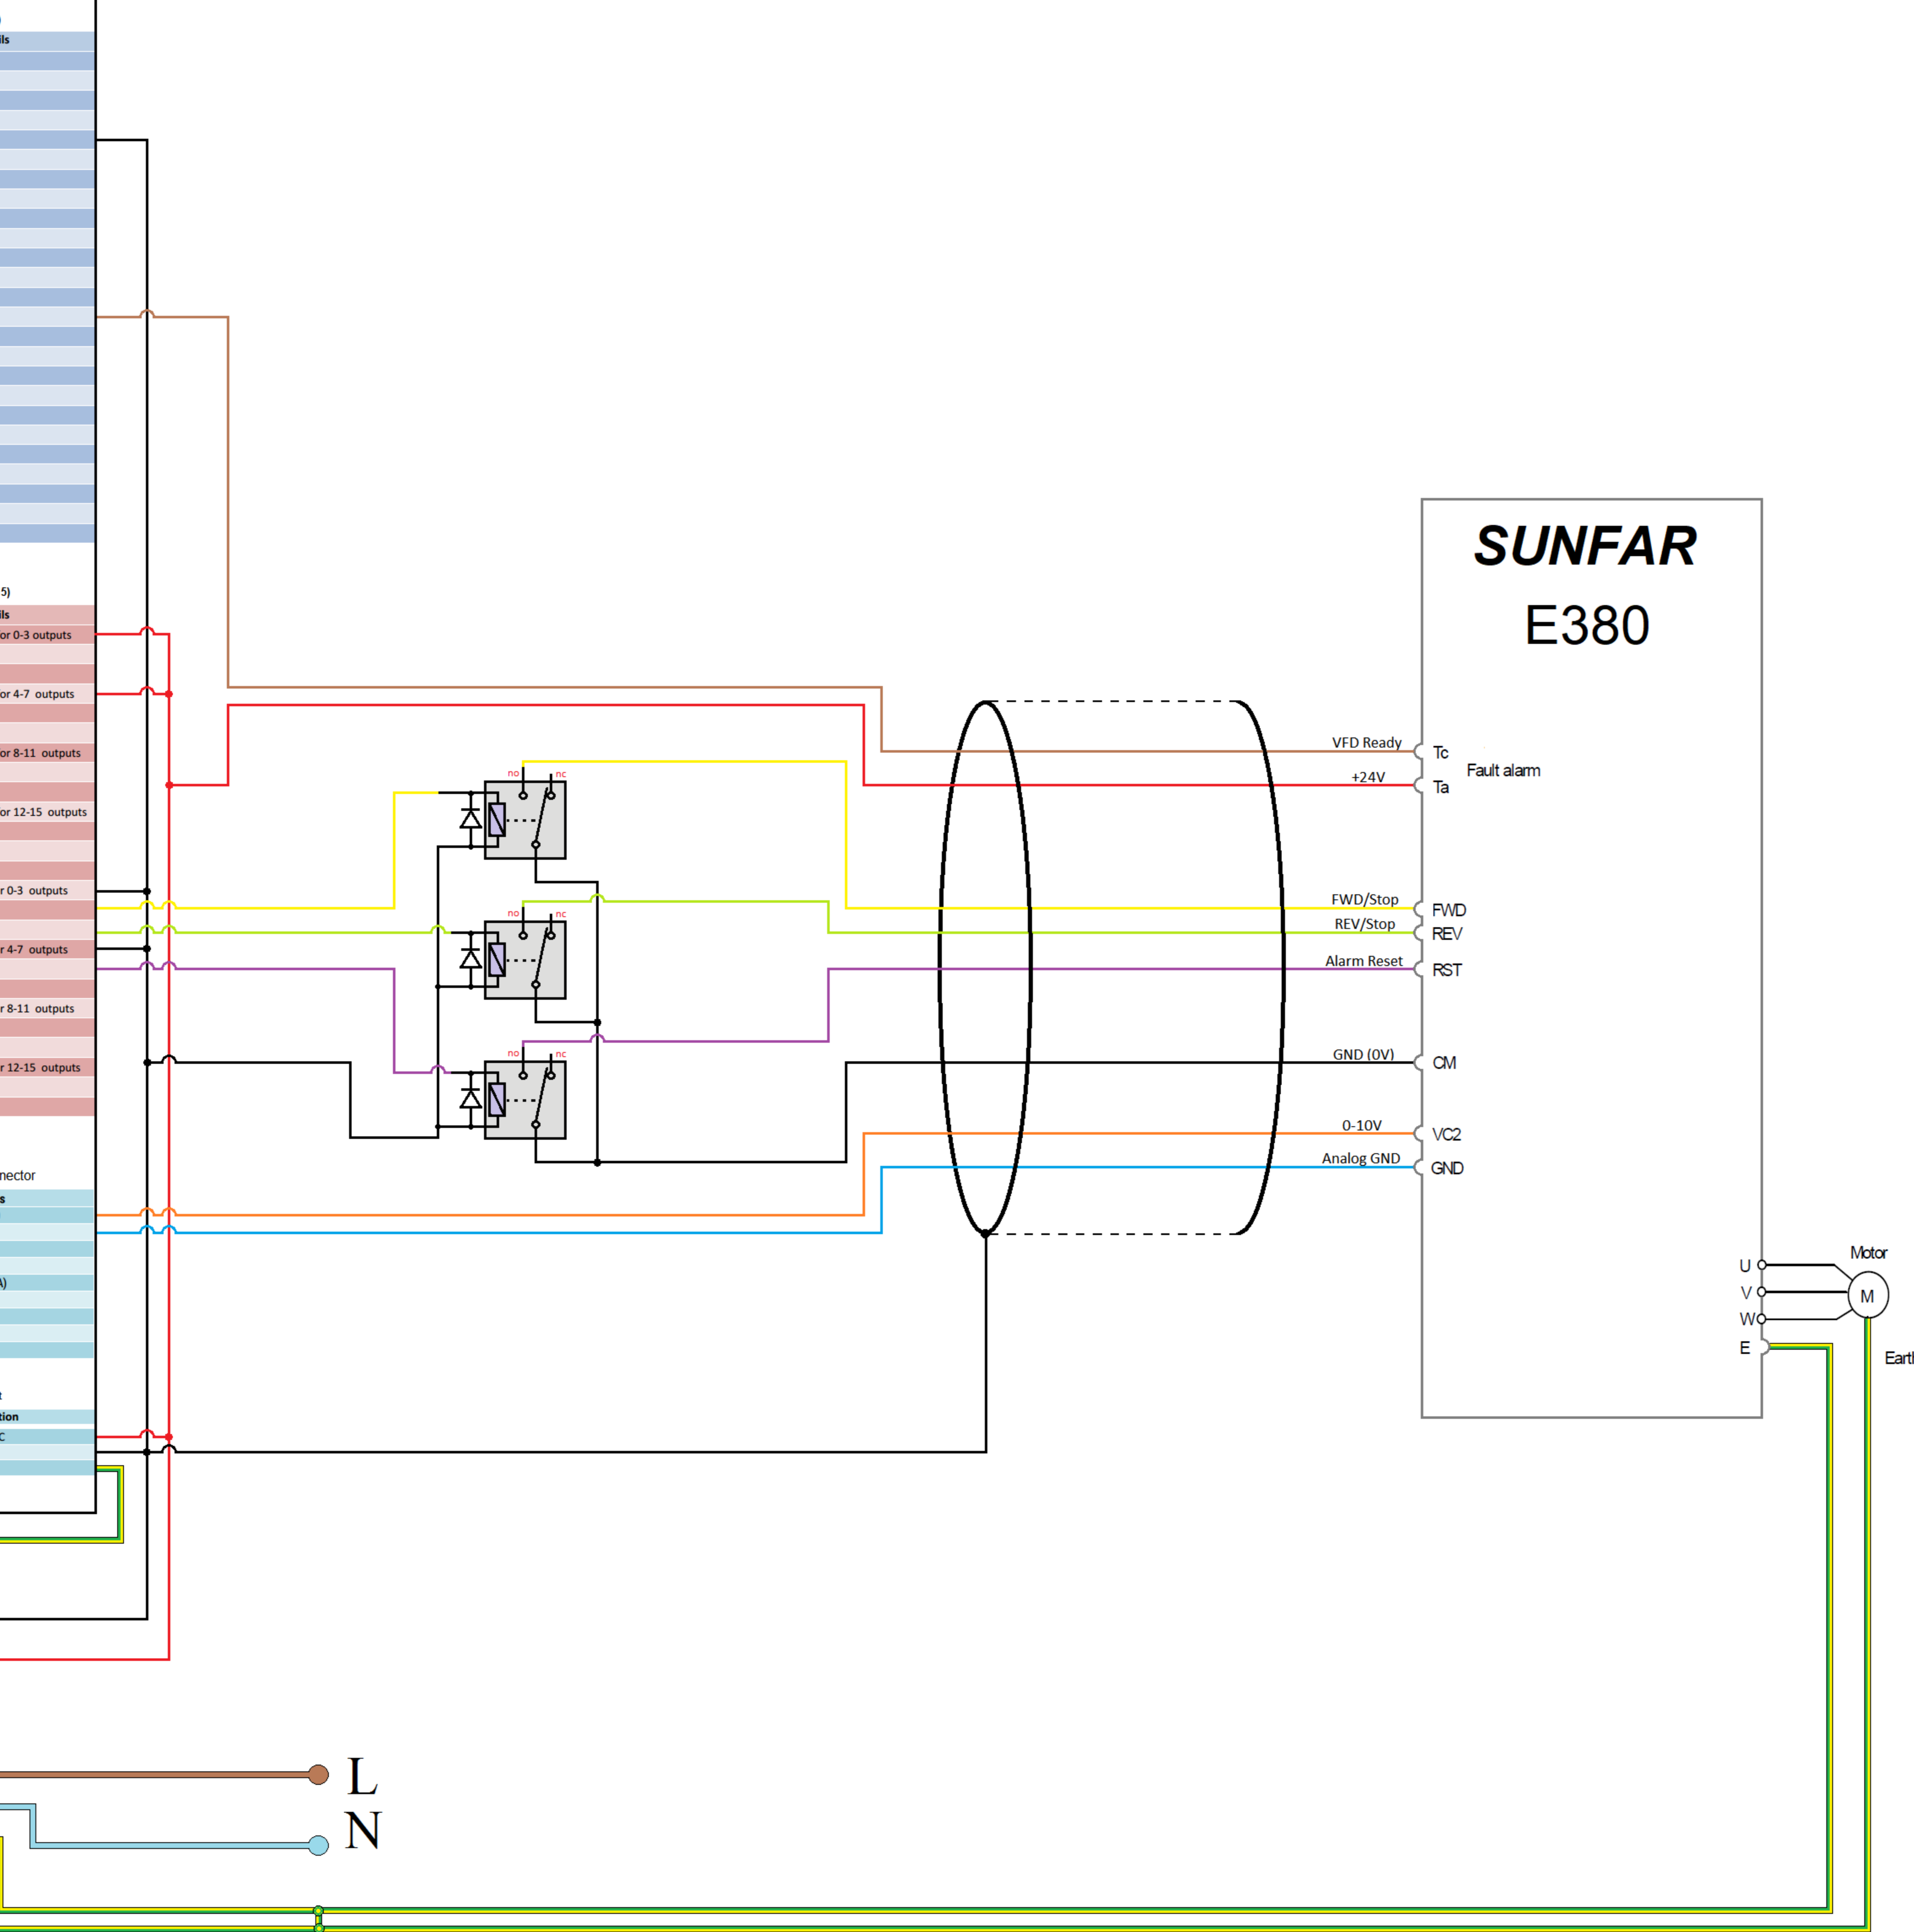 ils
5)
ils
or 0-3 outputs
or 4-7 outputs
or 8-11 outputs
or 12-15 outputs
r 0-3 outputs
r 4-7 outputs
r 8-11 outputs
r 12-15 outputs
nector
s
A)
t
tion
C
no nc
no nc
no nc
SUNFAR
E380
VFD Ready Tc
Fault alarm
+24V Ta
FWD/Stop FWD
REV/Stop REV
Alarm Reset RST
GND (0V) CM
0-10V VC2
Analog GND GND
Motor
U
V M
W
E
Eart
L
N